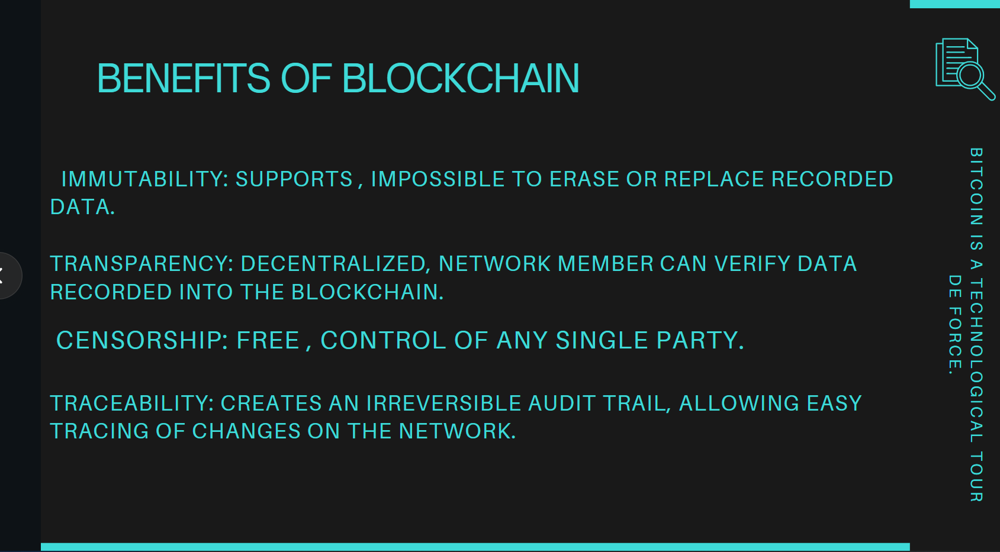 BENEFITS OF BLOCKCHAIN
IMMUTABILITY: SUPPORTS , IMPOSSIBLE TO ERASE OR REPLACE RECORDED
DATA.
TRANSPARENCY: DECENTRALIZED, NETWORK MEMBER CAN VERIFY DATA
RECORDED INTO THE BLOCKCHAIN.
CENSORSHIP: FREE , CONTROL OF ANY SINGLE PARTY.
TRACEABILITY: CREATES AN IRREVERSIBLE AUDIT TRAIL, ALLOWING EASY
TRACING OF CHANGES ON THE NETWORK.
BITCOIN IS A TECHNOLOGICAL TOUR
DE FORCE.